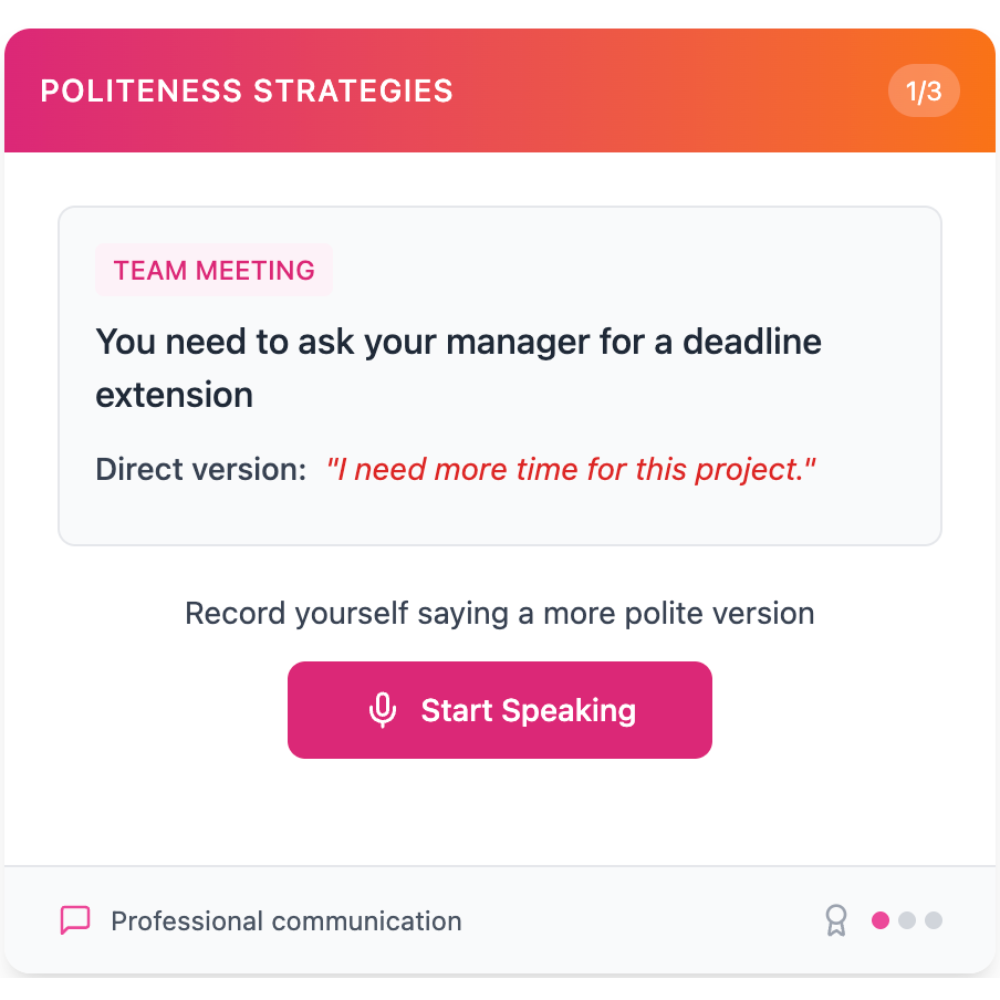 POLITENESS STRATEGIES
1/3
TEAM MEETING
You need to ask your manager for a deadline
extension
Direct version: "I need more time for this project."
Record yourself saying a more polite version
Start Speaking
Professional communication